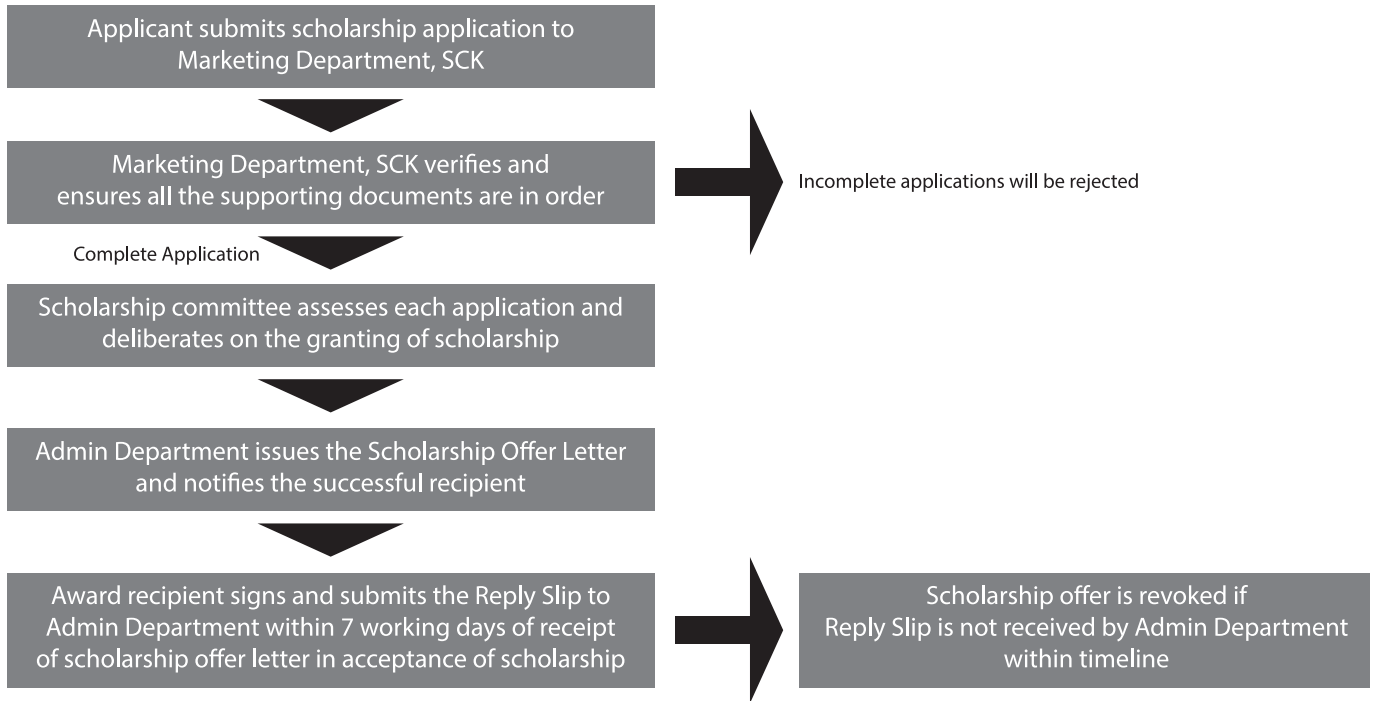 Applicant submits scholarship application to
Marketing Department, SCK
Marketing Department, SCK verifies and
ensures all the supporting documents are in order
Incomplete applications will be rejected
Complete Application
Scholarship committee assesses each application and
deliberates on the granting of scholarship
Admin Department issues the Scholarship Offer Letter
and notifies the successful recipient
Award recipient signs and submits the Reply Slip to
Admin Department within 7 working days of receipt
of scholarship offer letter in acceptance of scholarship
Scholarship offer is revoked if
Reply Slip is not received by Admin Department
within timeline